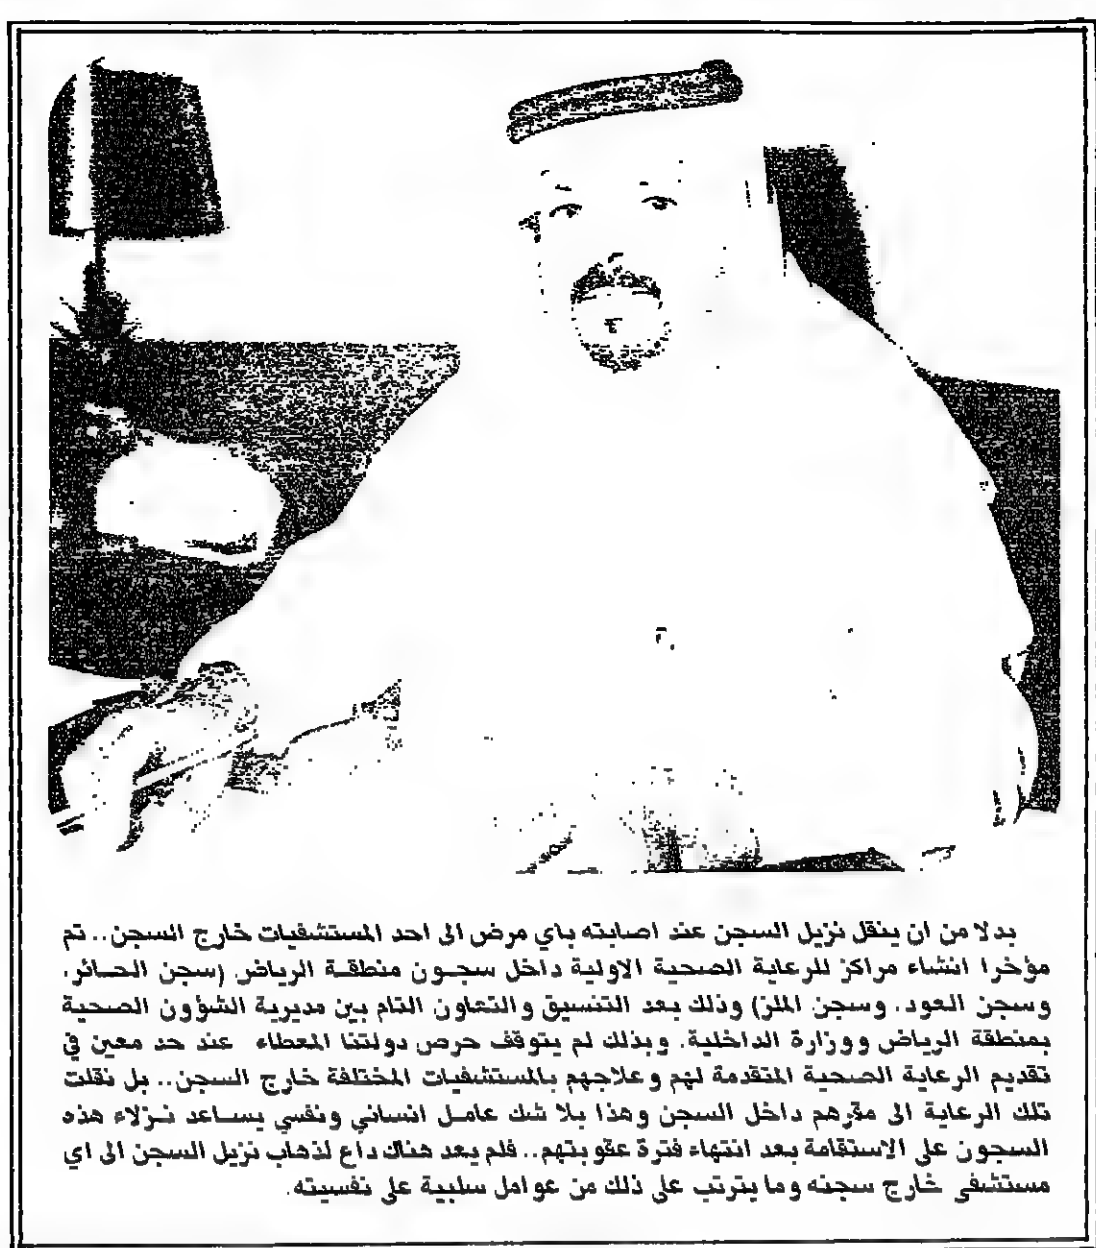 بدلا من ان ينقل نزيل السجن عند اصابته باي مرض الى احد المستشفيات خارج السجن.. تم
مؤخرا انشاء مراكز للرعاية الصحية الاولية داخل سجون منطقة الرياض (سجن الحائر،
وسجن العود، وسجن الملز) وذلك بعد التنسيق والتعاون التام بين مديرية الشؤون الصحية
بمنطقة الرياض ووزارة الداخلية. وبذلك لم يتوقف حرص دولتنا المعطاء عند حد معين في
تقديم الرعاية الصحية المتقدمة لهم وعلاجهم بالمستشفيات المختلفة خارج السجن.. بل نقلت
تلك الرعاية الى مقرهم داخل السجن وهذا بلا شك عامل انساني ونفسي يساعد نزلاء هذه
السجون على الاستقامة بعد انتهاء فترة عقوبتهم.. فلم يعد هناك داع لذهاب نزيل السجن الى اي
مستشفى خارج سجنه وما يترتب على ذلك من عوامل سلبية على نفسيته.